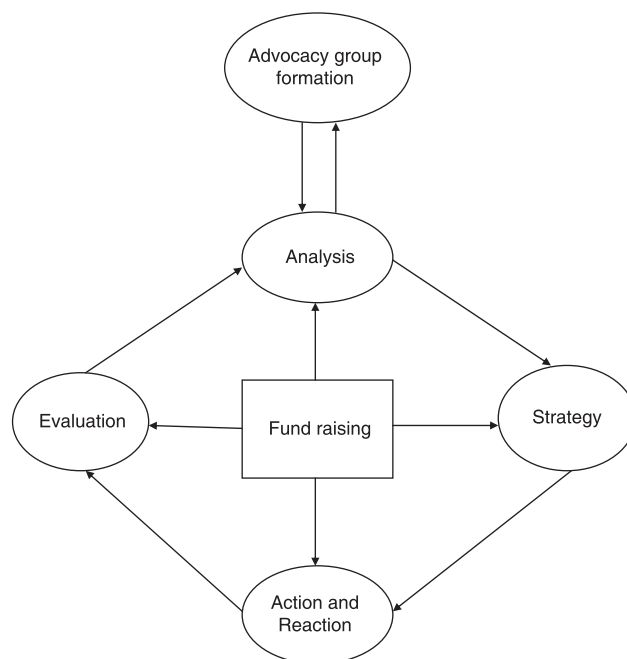 Advocacy group
formation
Analysis
Evaluation
Fund raising
Strategy
Action and
Reaction